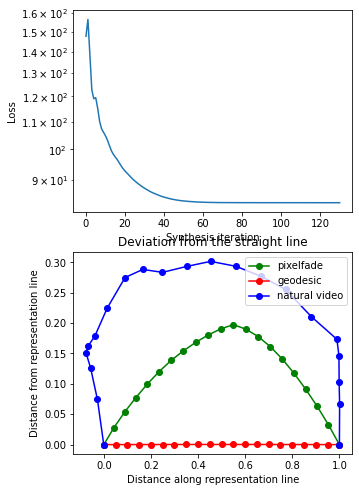 1.6 × 10²
1.5 × 10²
1.4 × 10²
1.3 × 10²
1.2 × 10²
1.1 × 10²
10²
9 × 10¹
Loss
0 20 40 60 80 100 120
Synthesis iteration
Deviation from the straight line
pixelfade
geodesic
natural video
0.30
0.25
0.20
0.15
0.10
0.05
0.00
Distance from representation line
0.0 0.2 0.4 0.6 0.8 1.0
Distance along representation line